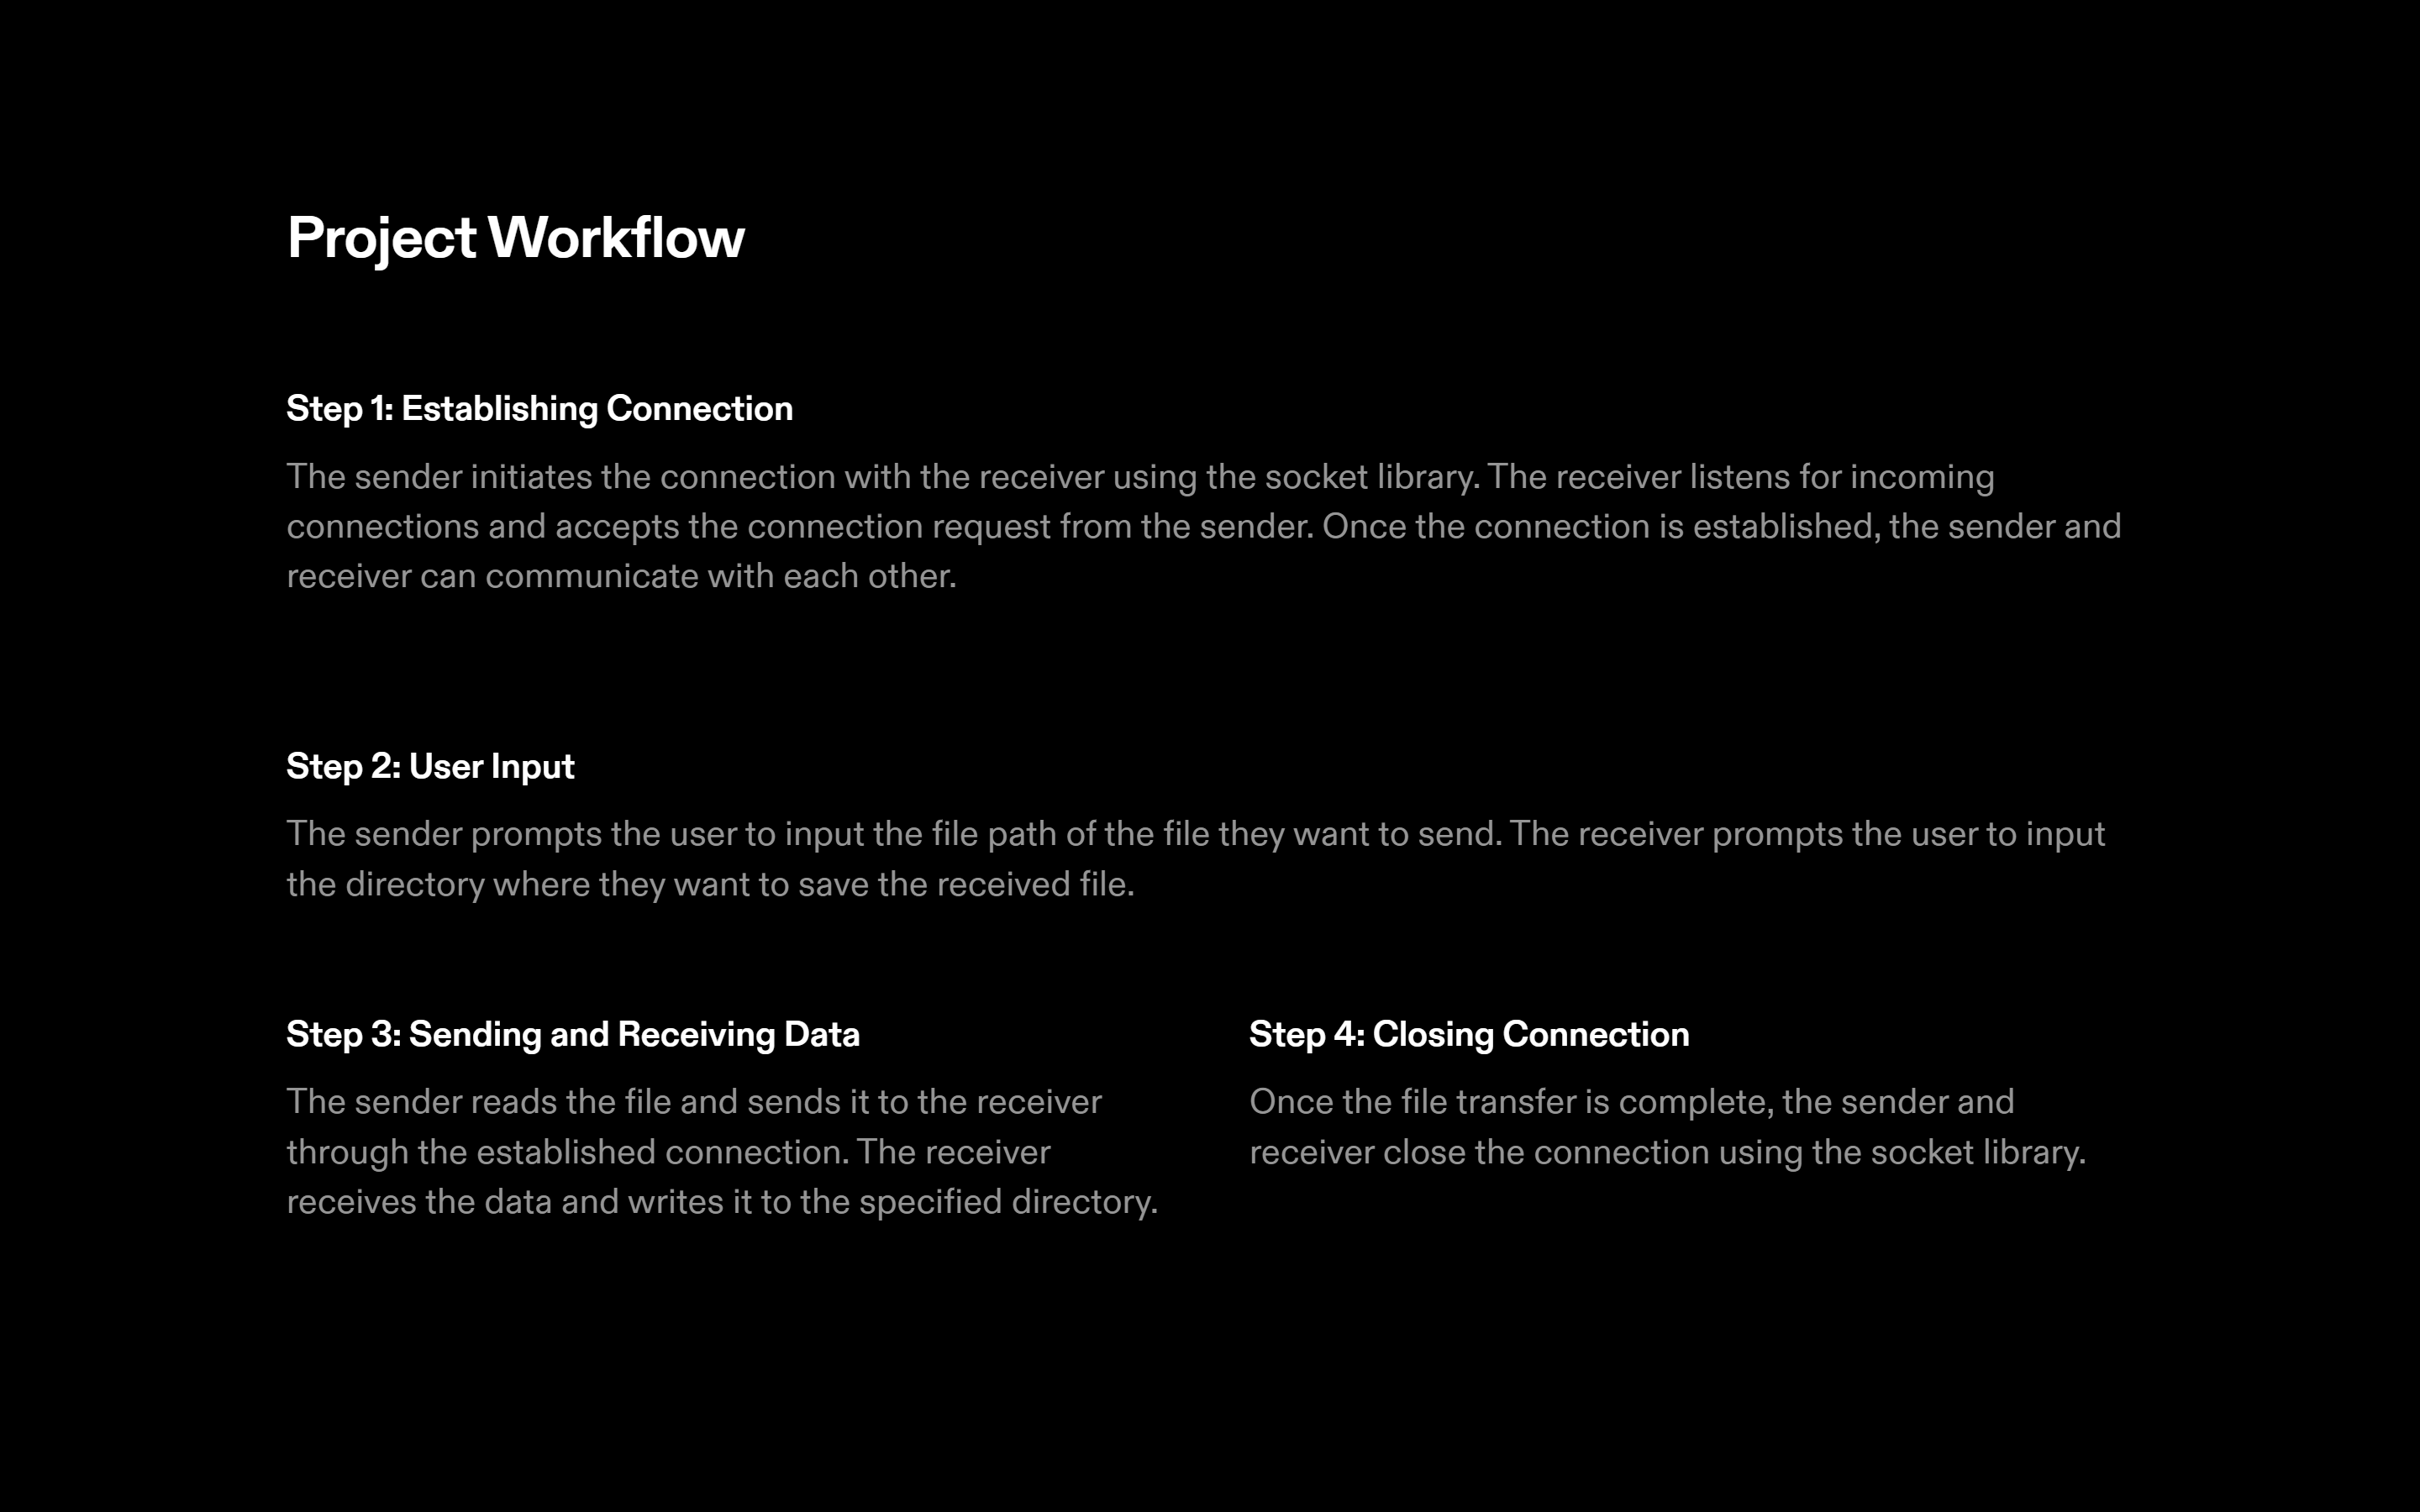 Project Workflow
Step 1: Establishing Connection
The sender initiates the connection with the receiver using the socket library. The receiver listens for incoming
connections and accepts the connection request from the sender. Once the connection is established, the sender and
receiver can communicate with each other.
Step 2: User Input
The sender prompts the user to input the file path of the file they want to send. The receiver prompts the user to input
the directory where they want to save the received file.
Step 3: Sending and Receiving Data
The sender reads the file and sends it to the receiver
through the established connection. The receiver
receives the data and writes it to the specified directory.
Step 4: Closing Connection
Once the file transfer is complete, the sender and
receiver close the connection using the socket library.